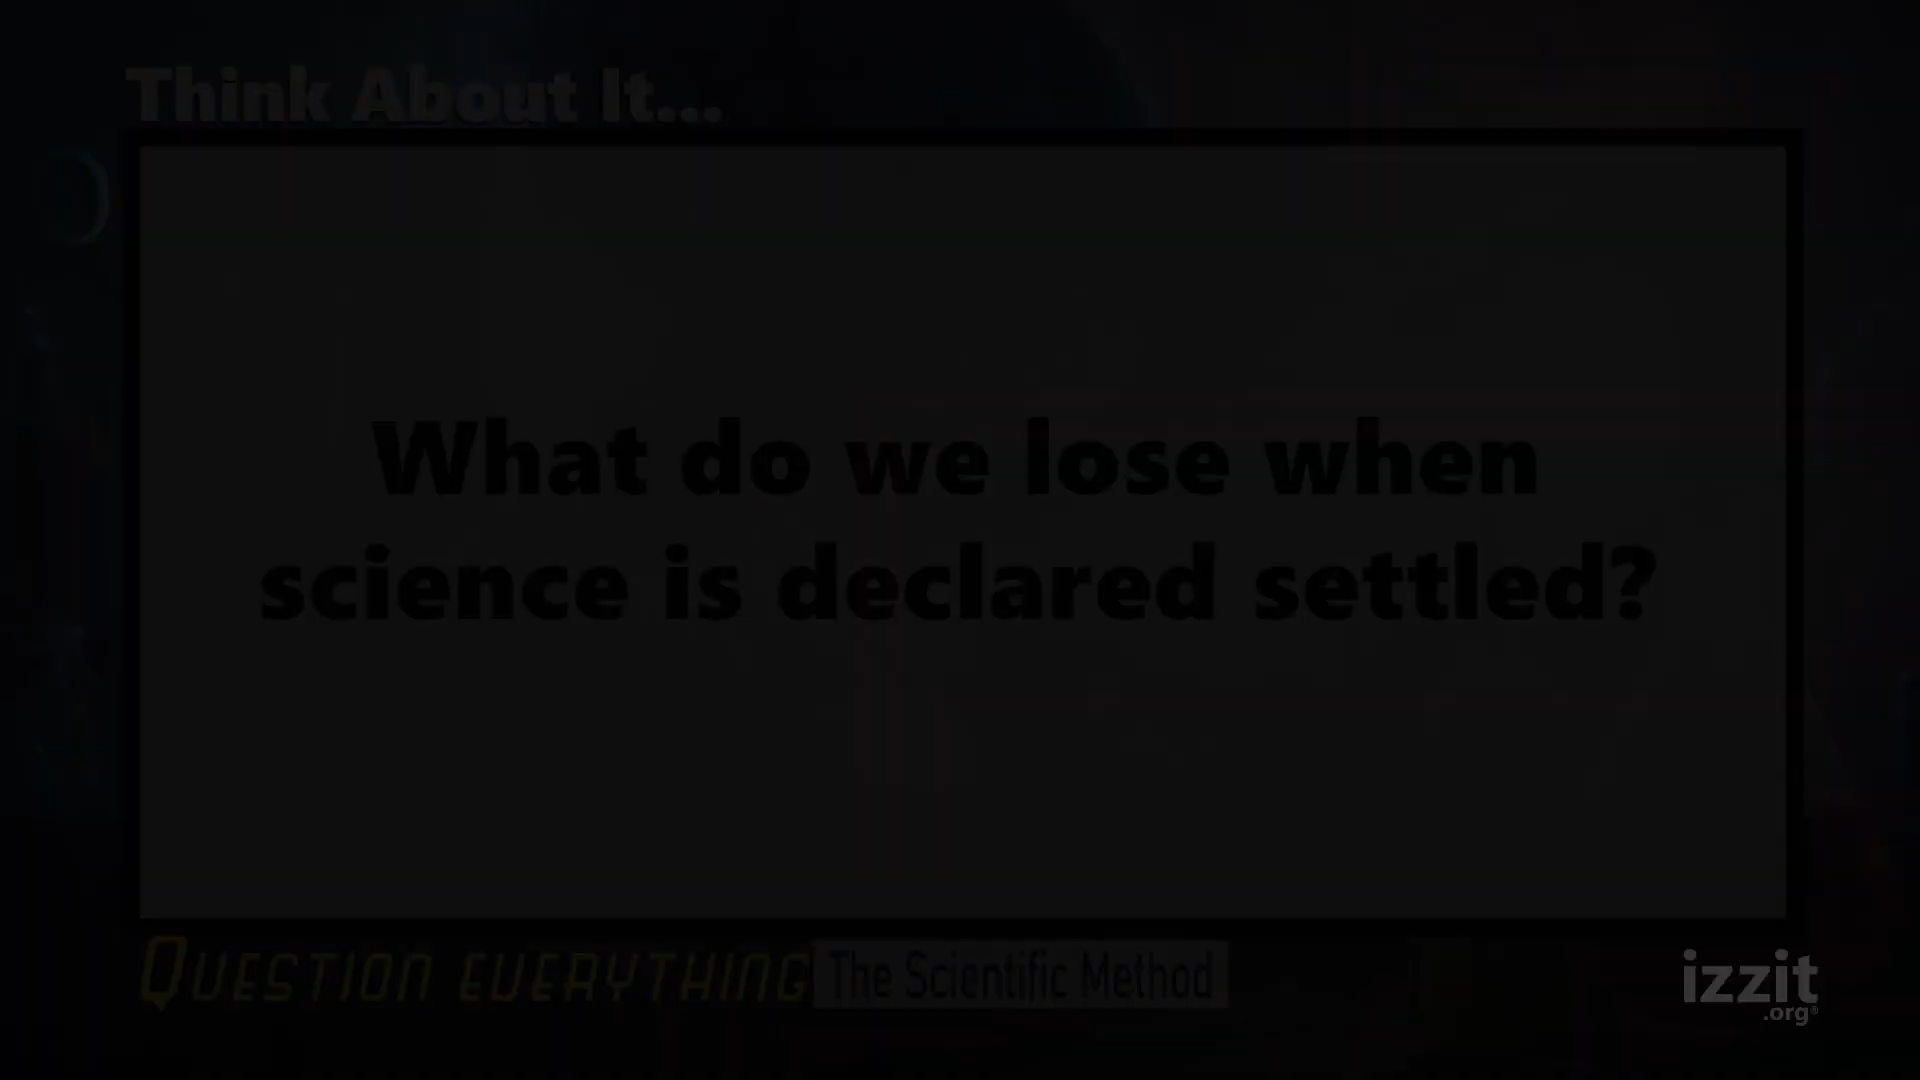 Think About It...
What do we lose when
science is declared settled?
QUESTION EVERYTHING The Scientific Method
izzit
.org®